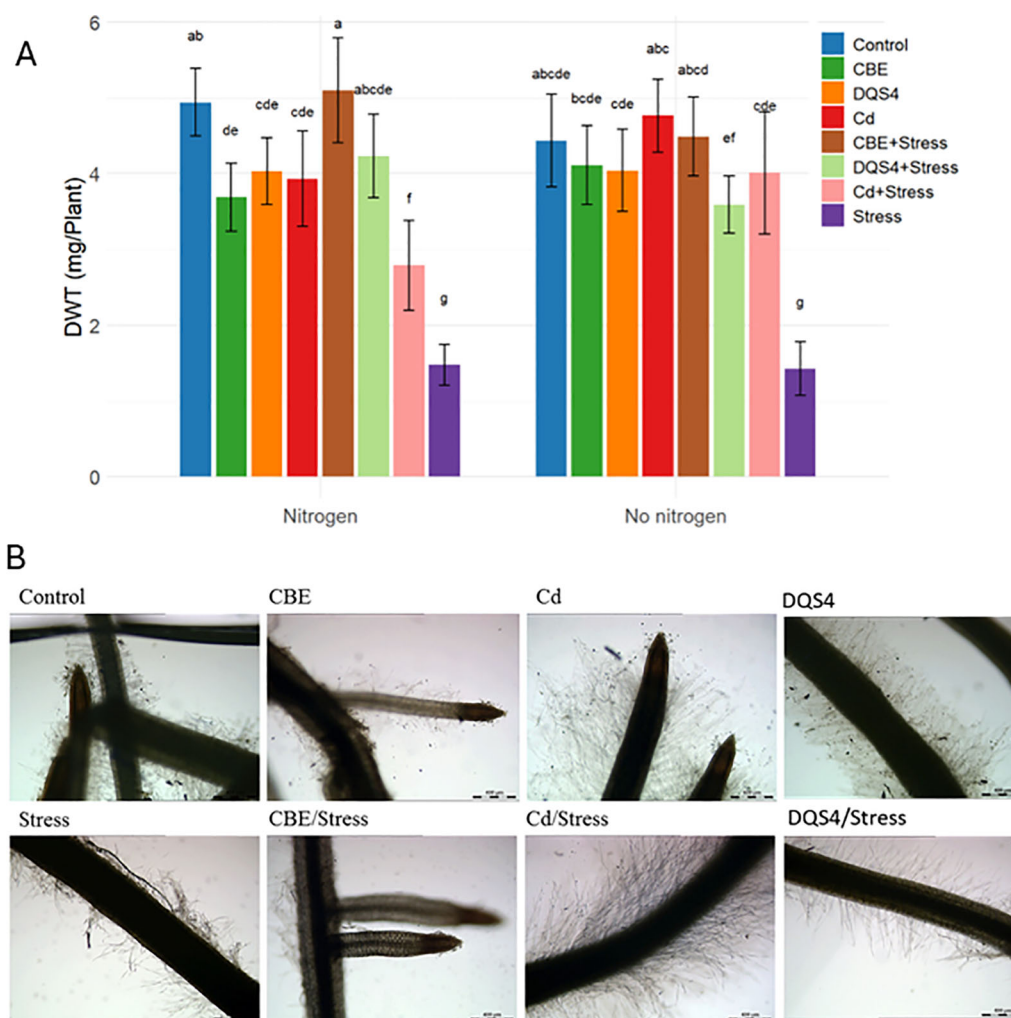 A
6
4
2
0
DWT (mg/Plant)
ab
de
cde
cde
a
abcde
f
g
abcde
bcde
cde
abc
abcd
ef
cde
g
Nitrogen
No nitrogen
Control
CBE
DQS4
Cd
CBE+Stress
DQS4+Stress
Cd+Stress
Stress
B
Control
CBE
Cd
DQS4
Stress
CBE/Stress
Cd/Stress
DQS4/Stress